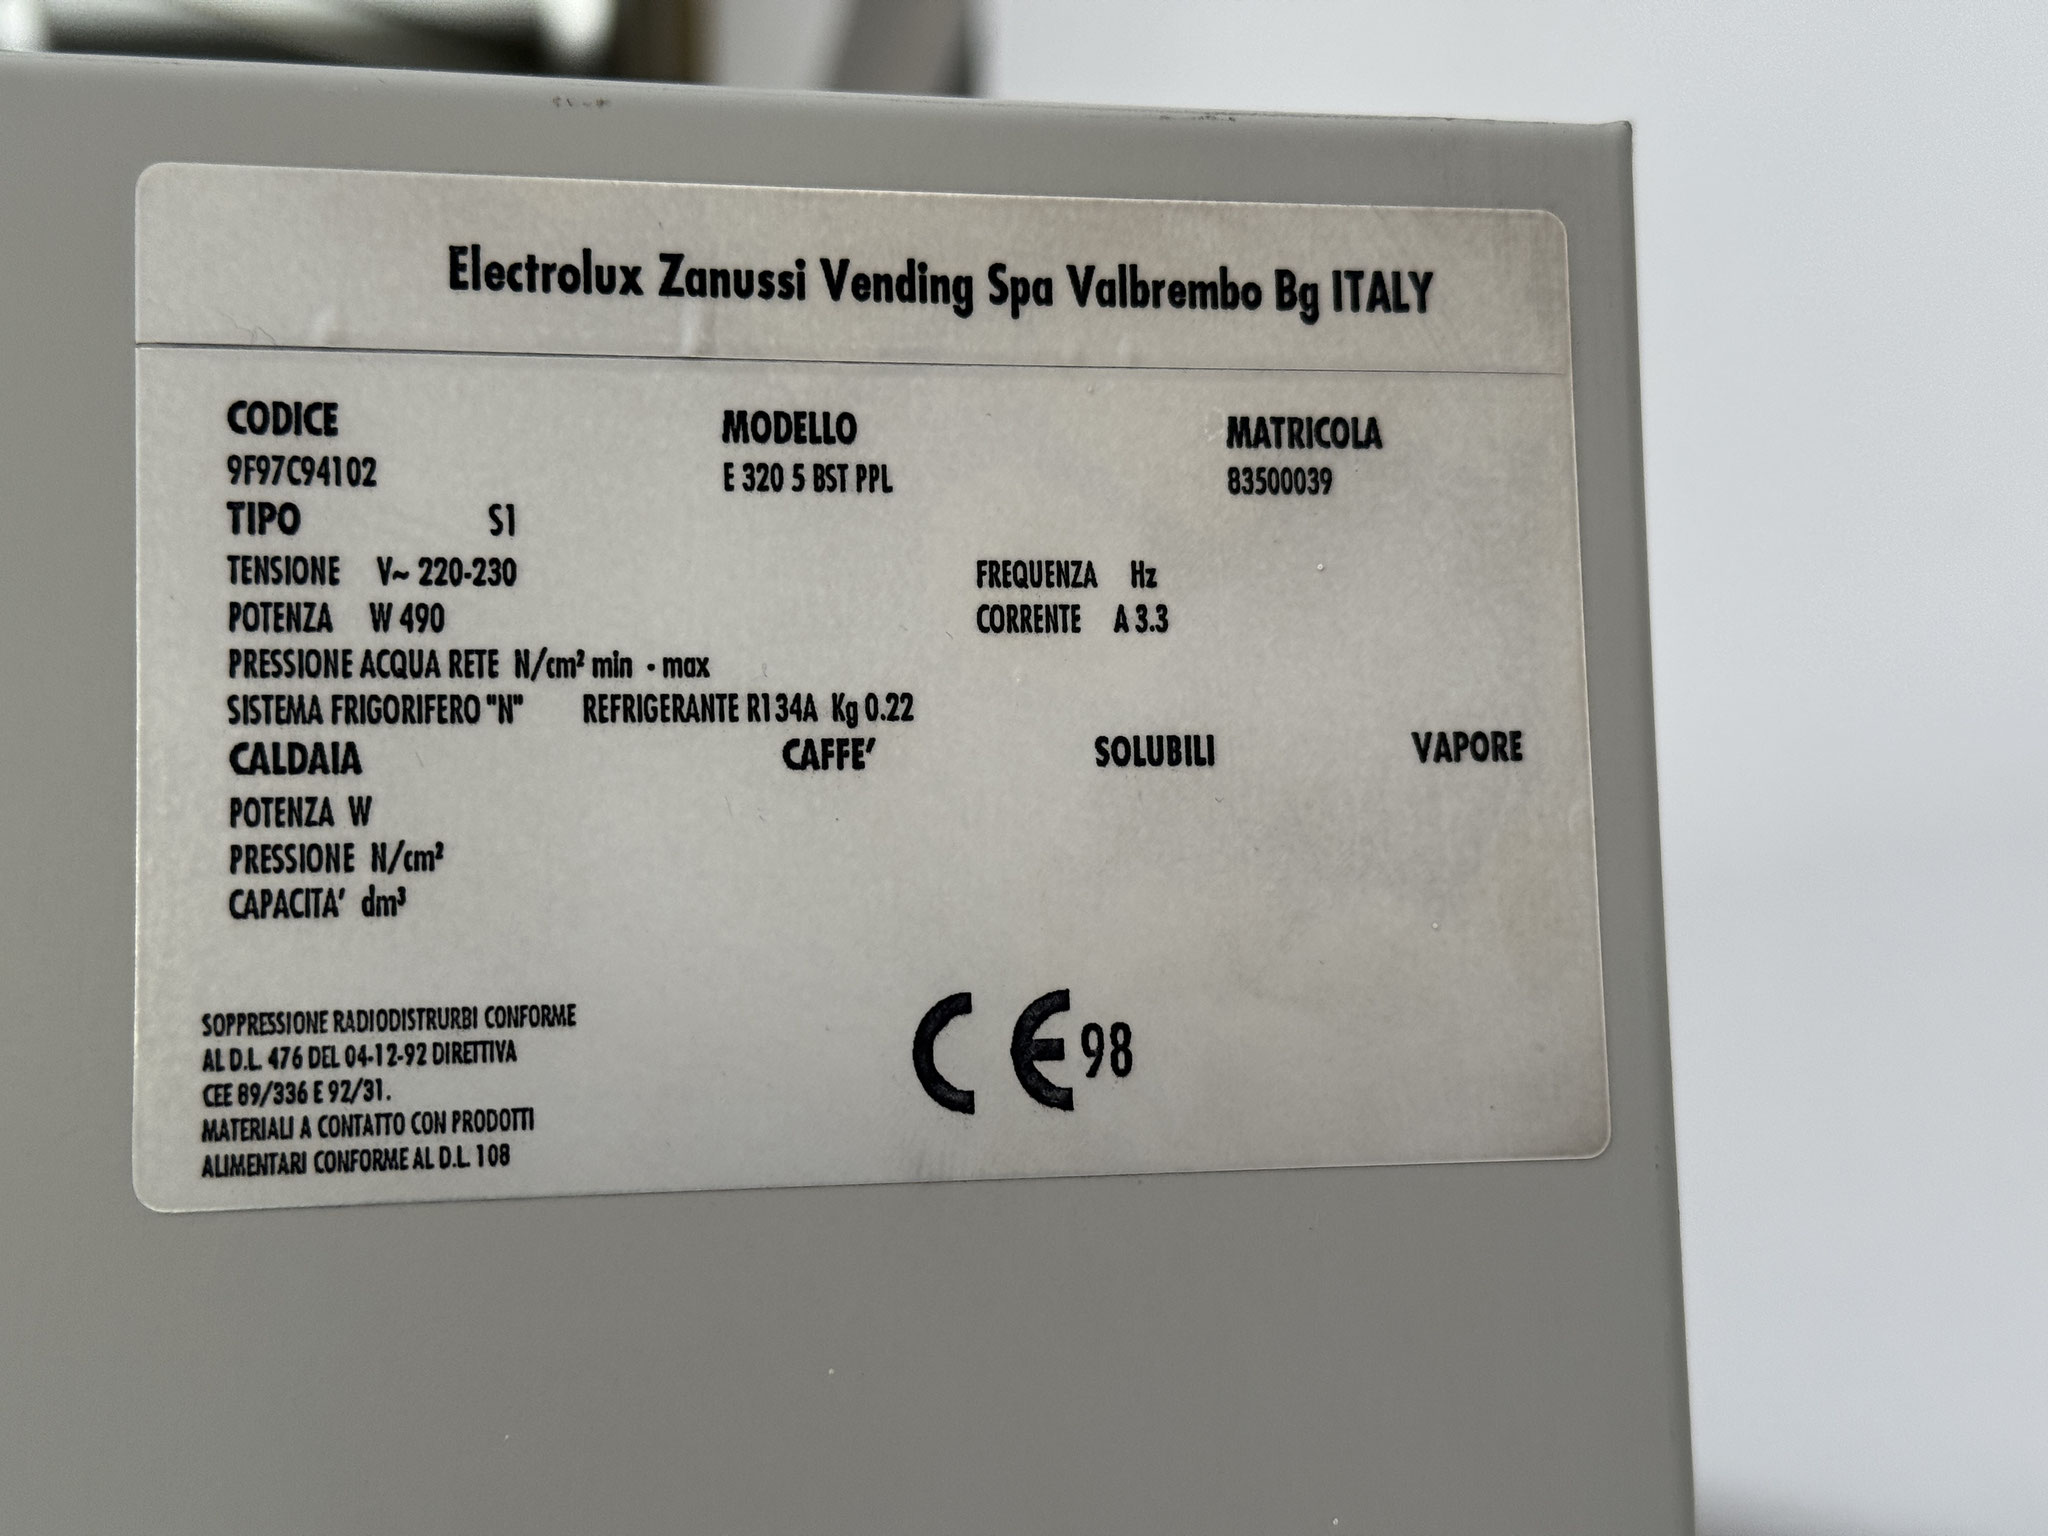 Electrolux Zanussi Vending Spa Valbrembo Bg ITALY
CODICE MODELLO MATRICOLA
9F97C94102 E 320 5 BST PPL 83500039
TIPO S1
TENSIONE V~ 220-230 FREQUENZA Hz
POTENZA W 490 CORRENTE A 3.3
PRESSIONE ACQUA RETE N/cm² min - max
SISTEMA FRIGORIFERO "N" REFRIGERANTE R134A Kg 0.22
CALDAIA CAFFE' SOLUBILI VAPORE
POTENZA W
PRESSIONE N/cm²
CAPACITA' dm³
SOPPRESSIONE RADIODISTRURBI CONFORME
AL D.L. 476 DEL 04-12-92 DIRETTIVA
CEE 89/336 E 92/31.
MATERIALI A CONTATTO CON PRODOTTI
ALIMENTARI CONFORME AL D.L. 108
CE 98